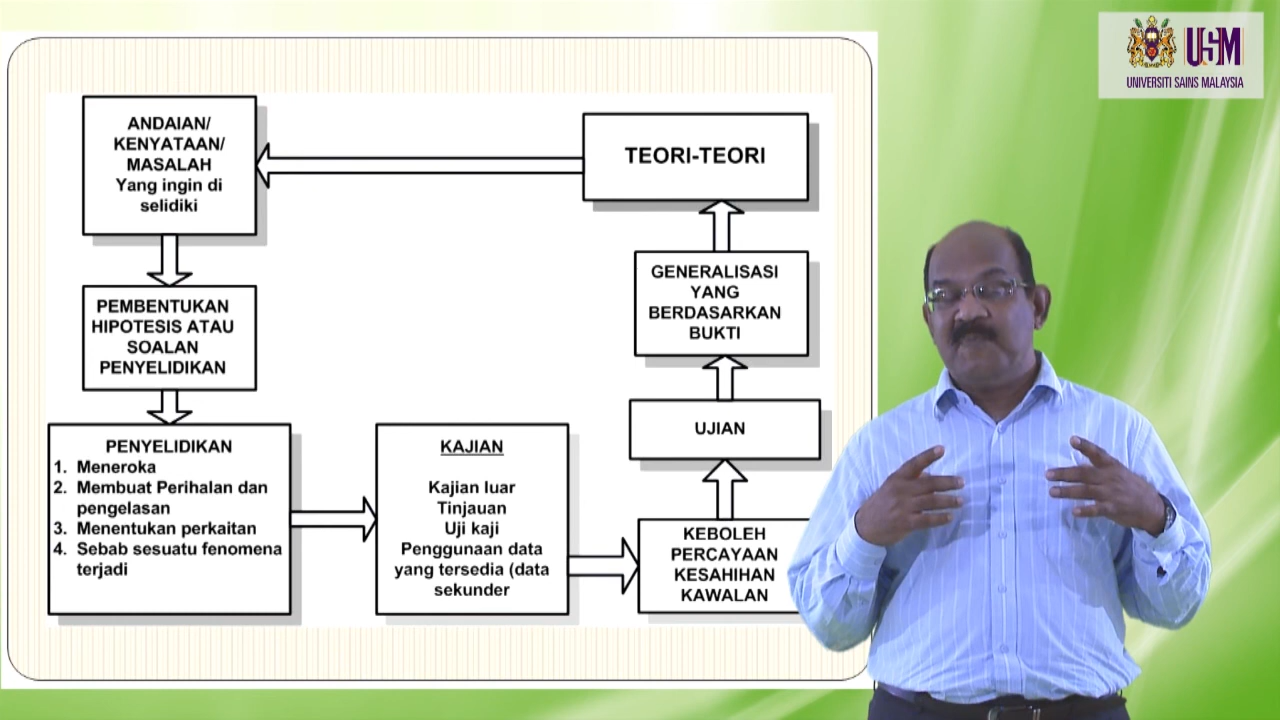 ANDAIAN/
KENYATAAN/
MASALAH
Yang ingin di
selidiki
TEORI-TEORI
PEMBENTUKAN
HIPOTESIS ATAU
SOALAN
PENYELIDIKAN
GENERALISASI
YANG
BERDASARKAN
BUKTI
PENYELIDIKAN
1. Meneroka
2. Membuat Perihalan dan
pengelasan
3. Menentukan perkaitan
4. Sebab sesuatu fenomena
terjadi
KAJIAN
Kajian luar
Tinjauan
Uji kaji
Penggunaan data
yang tersedia (data
sekunder
UJIAN
KEBOLEH
PERCAYAAN
KESAHIHAN
KAWALAN
USM
UNIVERSITI SAINS MALAYSIA